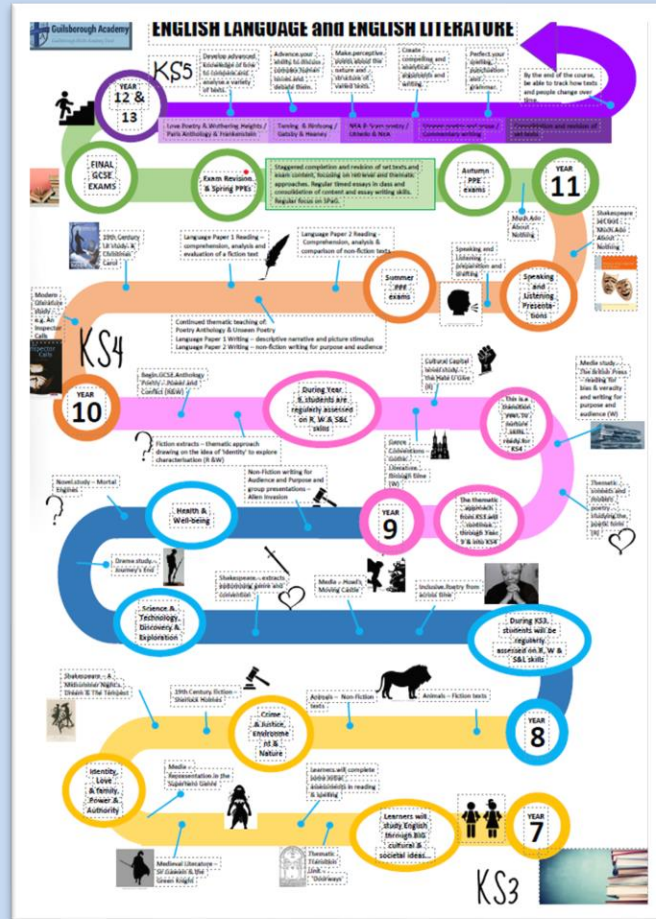 Guilsborough Academy
ENGLISH LANGUAGE and ENGLISH LITERATURE
KS5
Develop advanced
knowledge of how
to compare and
analyse a
variety of texts.
Advance your
ability to discuss
complex human
issues and
debate them.
Make perceptive
points about the
nature and
structure of
varied texts.
Create
compelling and
analytical
arguments and
writing.
Perfect your
spelling,
punctuation
and
grammar.
By the end of the course,
be able to track how texts
and people change over
time.
YEAR
12 &
13
Love Poetry & Wuthering Heights /
Paris Anthology & Frankenstein
Gatsby & Heaney
Commentary writing
FINAL
GCSE
EXAMS
Exam Revision
& Spring PPEs
Staggered completion and revision of set texts and
exam content, focusing on retrieval and thematic
approaches. Regular timed essays in class and
consolidation of content and essay writing skills.
Regular focus on SPaG.
Autumn
PPE
exams
YEAR
11
Much Ado
About
Nothing
Shakespeare
set text
Much Ado
About
Nothing
19th Century
Lit study- A
Christmas
Carol
Language Paper 1 Reading –
comprehension, analysis and
evaluation of a fiction text
Language Paper 2 Reading -
Comprehension, analysis &
comparison of non-fiction texts
Summer
PPE
exams
Speaking
and
Listening
preparation and
drafting
Speaking
and
Listening
Presenta-
tions
Modern
Literature
study
e.g. An
Inspector
Calls
KS4
Continued thematic teaching of:
Poetry Anthology & Unseen Poetry
Language Paper 1 Writing – descriptive narrative and picture stimulus
Language Paper 2 Writing – non-fiction writing for purpose and audience
YEAR
10
Begin GCSE Anthology
Poetry – Power and
Conflict (R&W)
During Year
9, students are
regularly assessed
on R, W & S&L
skills
Cultural Capital
novel study –
The Hate U Give
(R)
This is a
transition
year, to
nurture
skills
ready for
KS4
Media study -
The British Press
– reading for
bias & veracity
and writing for
purpose and
audience (W)
Fiction extracts – thematic approach
drawing on the idea of 'Identity' to explore
characterisation (R &W)
Genre
Conventions
Gothic
Literature
through time
(W)
Novel study – Mortal
Engines
Non-Fiction writing for
Audience and Purpose and
group presentations –
Alien Invasion
Health &
Well-being
YEAR
9
The thematic
approach
from KS3 will
continue
through Year
9 & into KS4
Thematic
contexts and
modern
poetry
studying the
poetic form
(R)
Drama study –
Journey's End
Shakespeare – extracts
epitomising genre and
convention
Media – Howl's
Moving Castle
Inclusive Poetry from
across time
Science &
Technology,
Discovery &
Exploration
During KS3,
students will be
regularly
assessed on R, W &
S&L skills
Shakespeare – A
Midsummer Night's
Dream & The Tempest
19th Century Fiction –
Sherlock Holmes
Crime
& Justice,
Environme
nt &
Nature
Animals – Non-Fiction
texts
Animals – Fiction texts
YEAR
8
Identity,
Love
& family,
Power &
Authority
Media -
Representation in the
Superhero Genre
Learners will complete
some initial
assessments in reading
& spelling
Learners will
study English
through BIG
cultural &
societal ideas...
YEAR
7
Medieval Literature –
Sir Gawain & the
Green Knight
Thematic
Transition
Unit -
'Doorways'
KS3